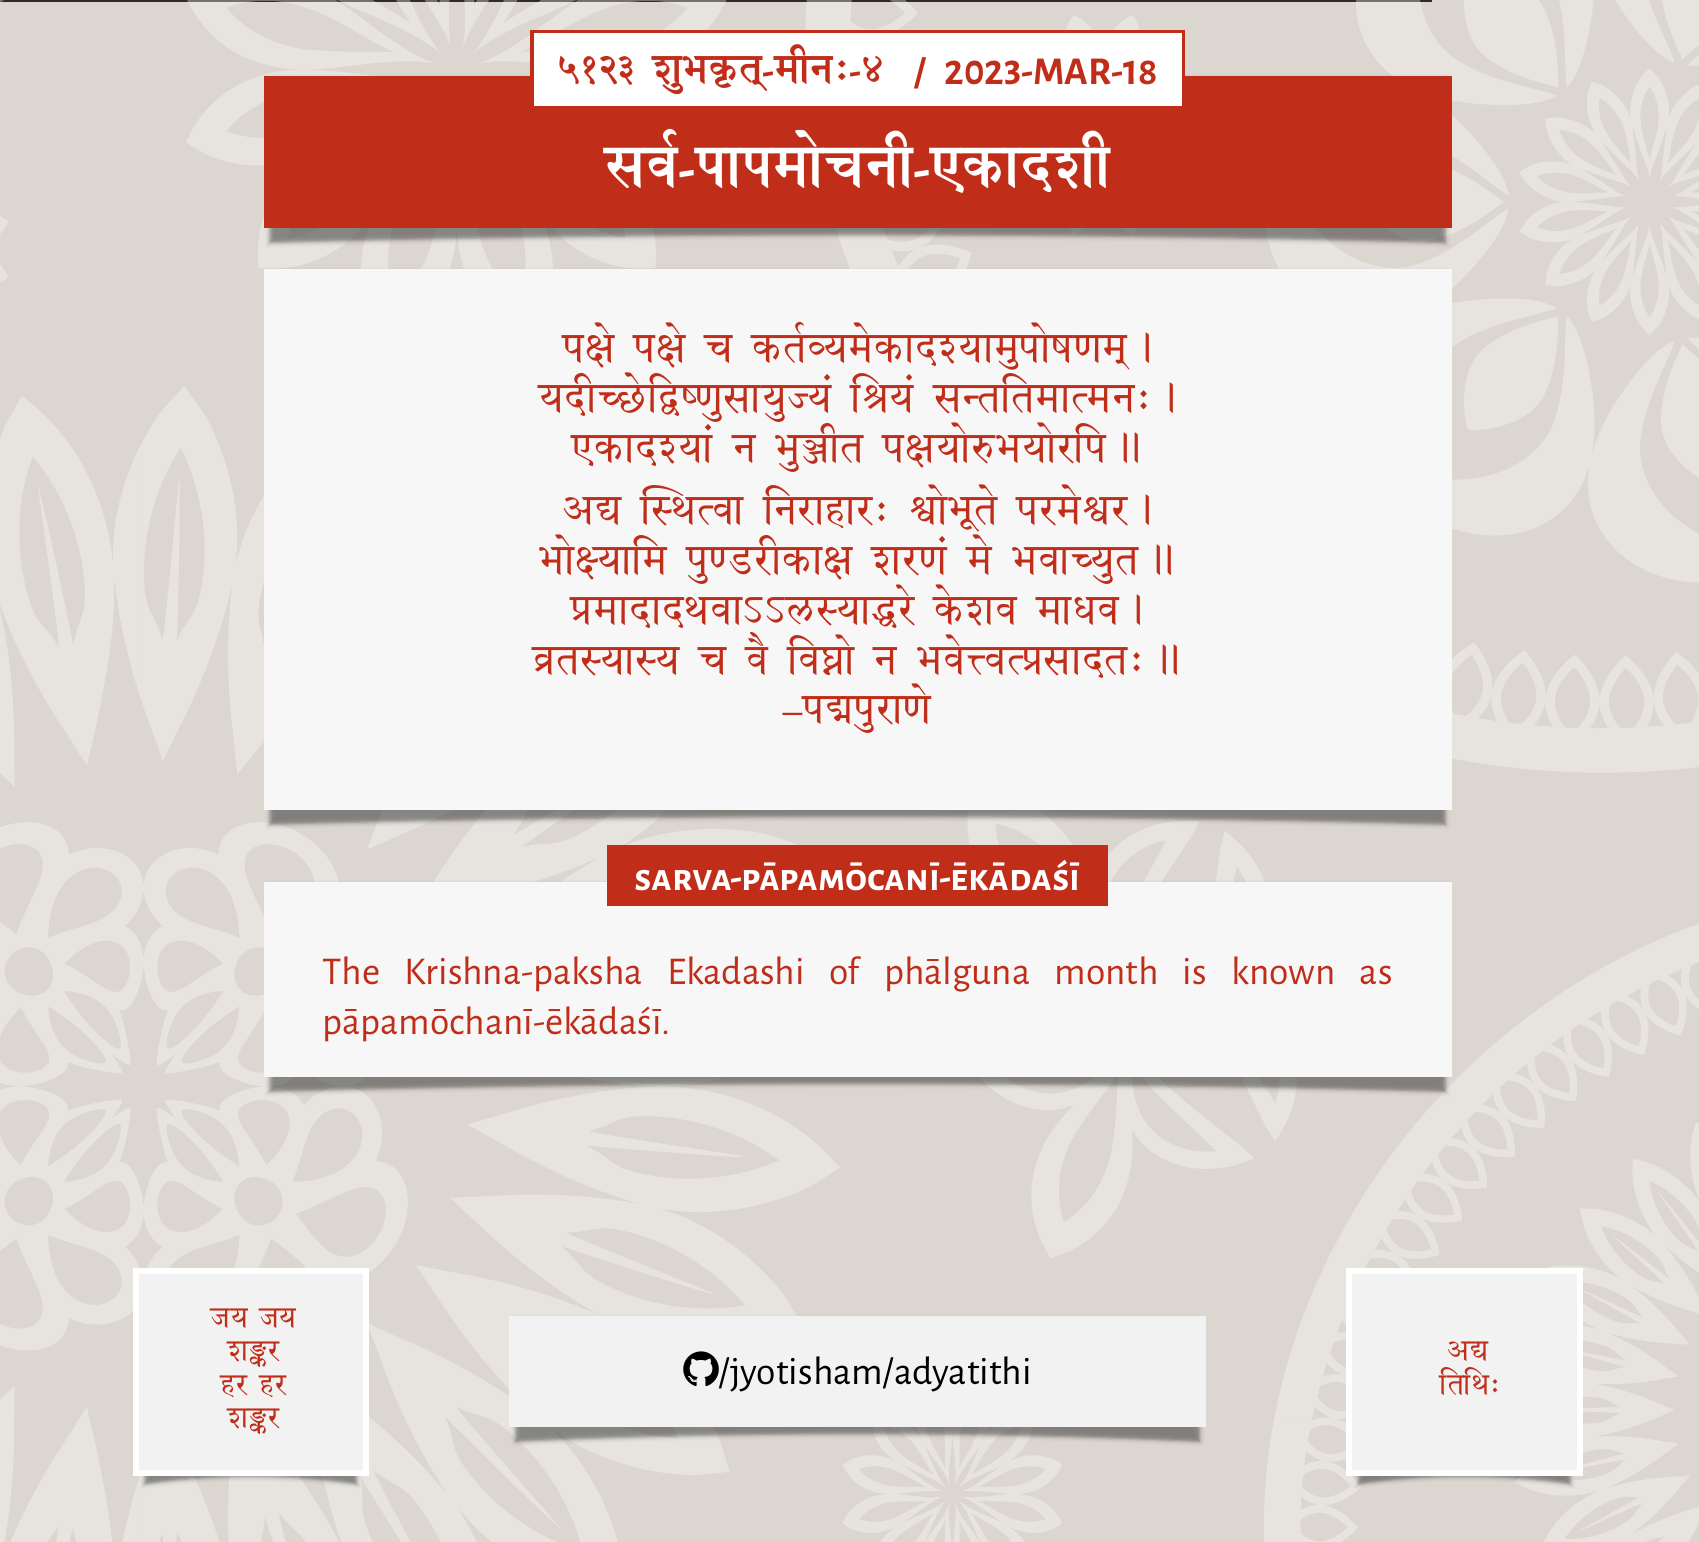 ५१२३ शुभकृत्-मीनः-४ / 2023-MAR-18
सर्व-पापमोचनी-एकादशी
पक्षे पक्षे च कर्तव्यमेकादश्यामुपोषणम्।
यदीच्छेद्विष्णुसायुज्यं श्रियं सन्ततिमात्मनः।
एकादश्यां न भुञ्जीत पक्षयोरुभयोरपि॥
अद्य स्थित्वा निराहारः श्वोभूते परमेश्वर।
भोक्ष्यामि पुण्डरीकाक्ष शरणं मे भवाच्युत॥
प्रमादादथवाऽऽलस्याद्धरे केशव माधव।
व्रतस्यास्य च वै विघ्नो न भवेत्त्वत्प्रसादतः॥
–पद्मपुराणे
SARVA-PĀPAMŌCANĪ-ĒKĀDAŚĪ
The Krishna-paksha Ekadashi of phālguna month is known as
pāpamōchanī-ēkādaśī.
जय जय
शङ्कर
हर हर
शङ्कर
/jyotisham/adyatithi
अद्य
तिथिः